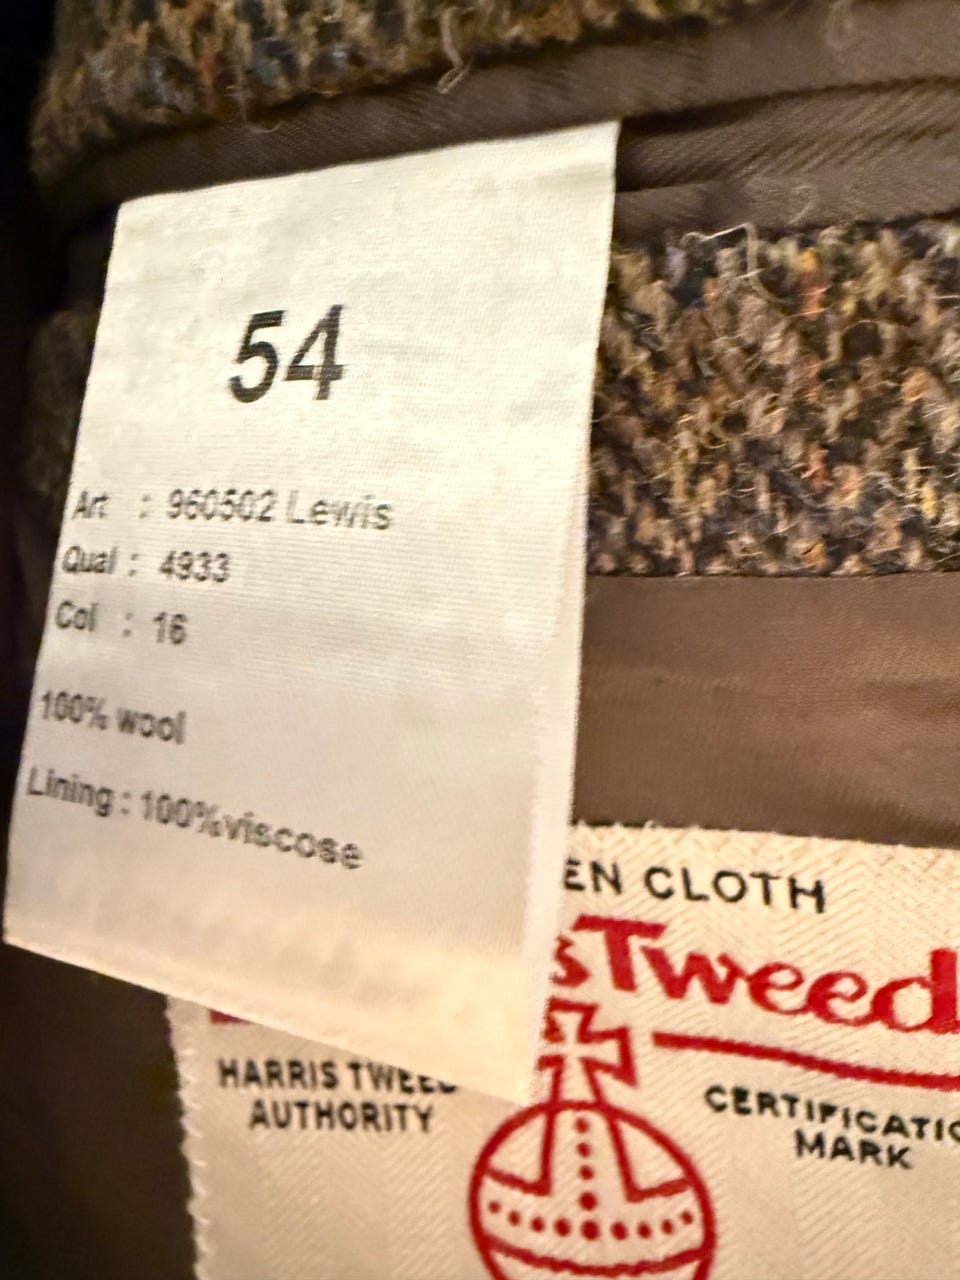 54
Art : 960502 Lewis
Qual : 4933
Col : 16
100% wool
Lining : 100%viscose
EN CLOTH
sTweed
HARRIS TWEED
AUTHORITY
CERTIFICATIO
MARK